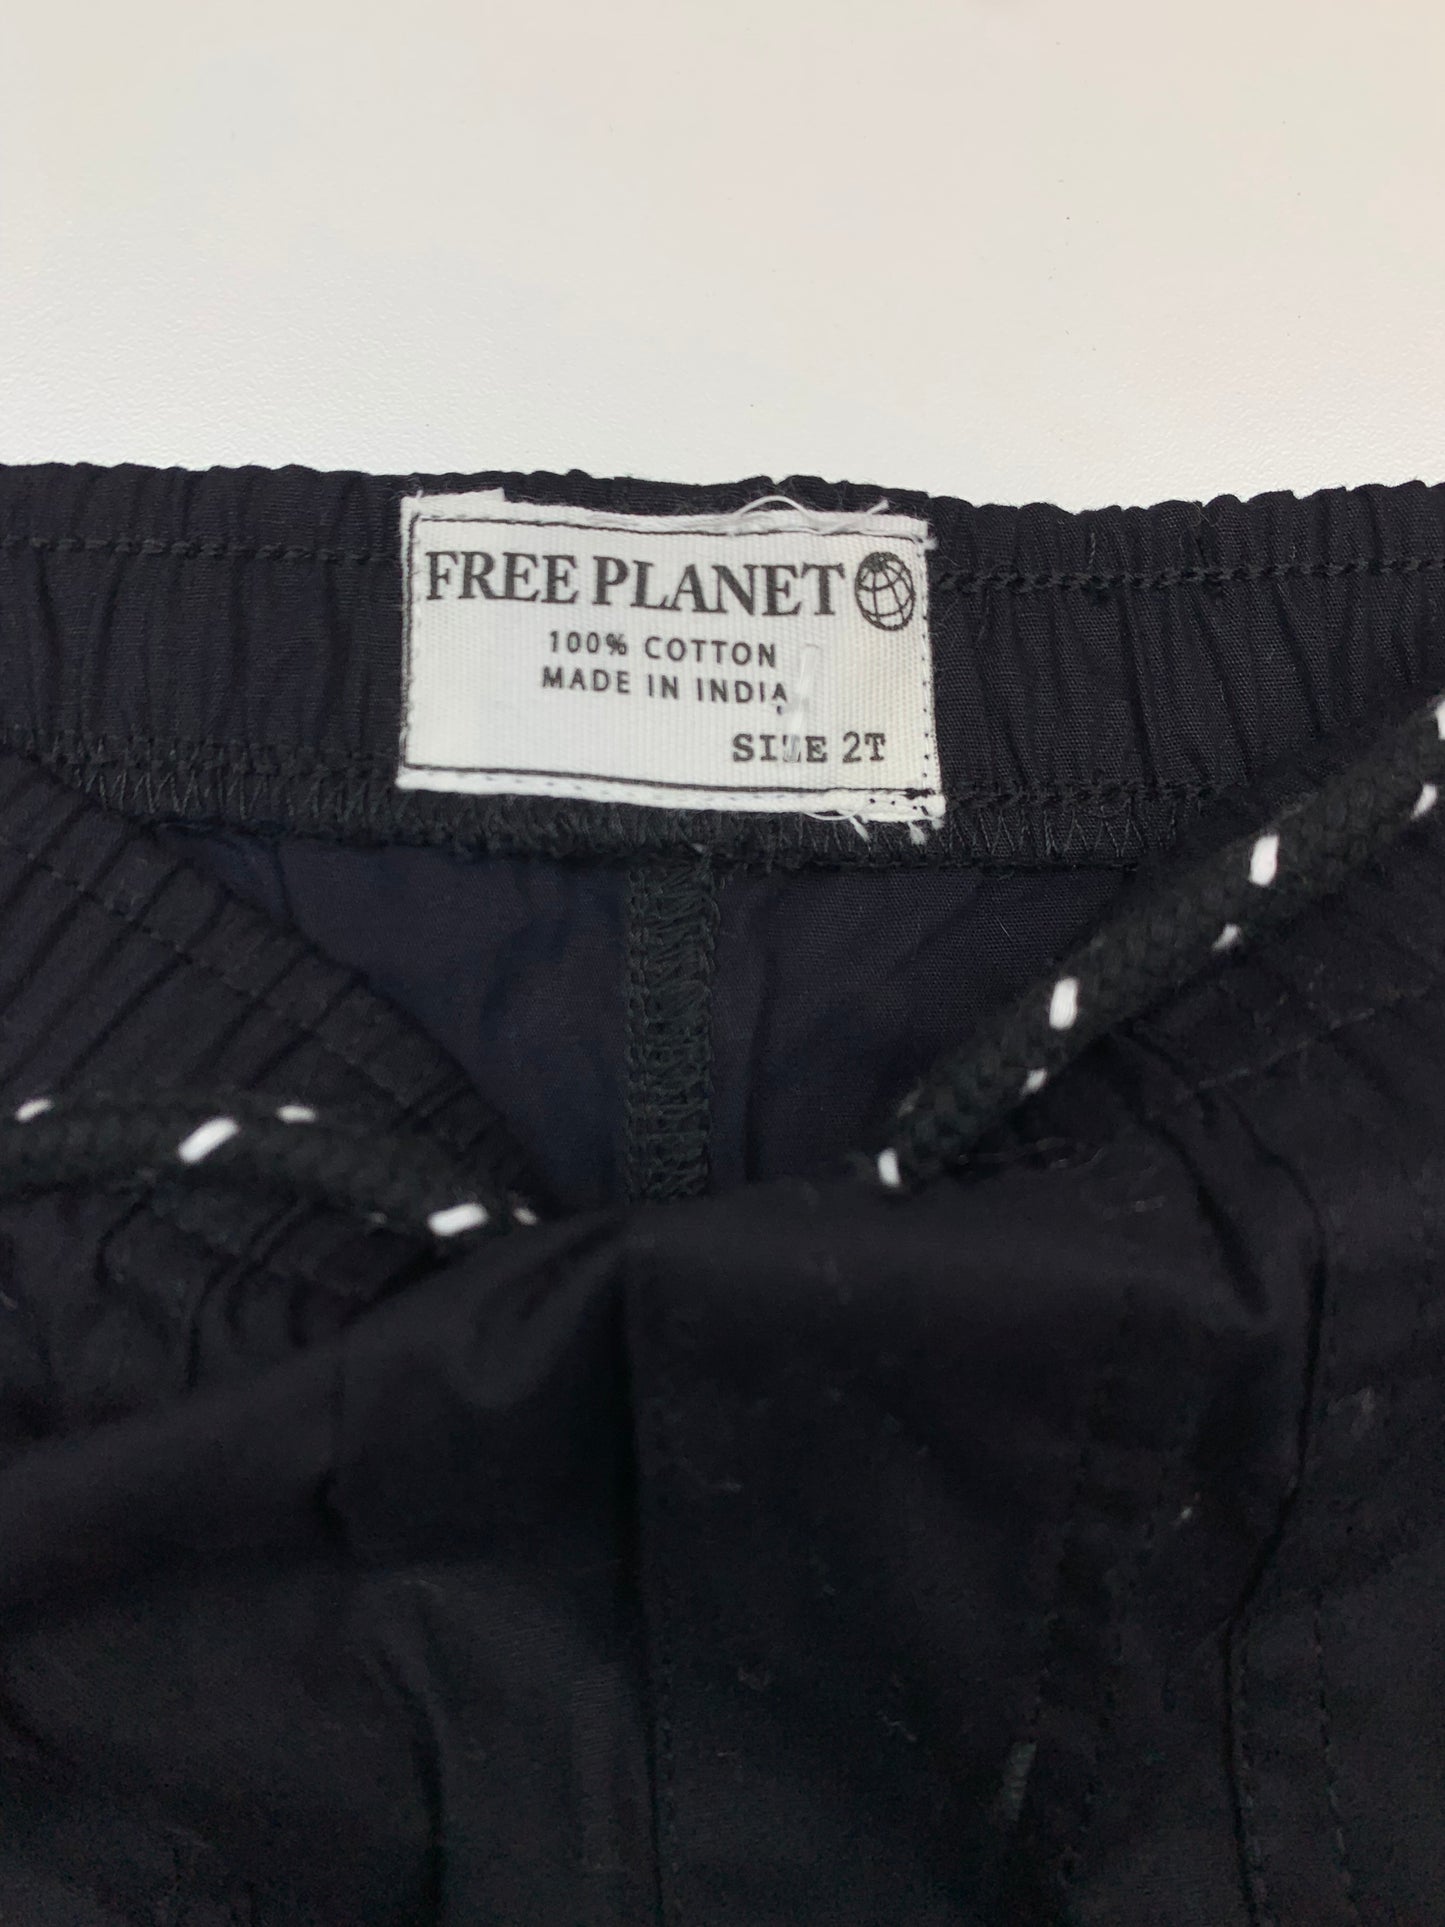 FREE PLANET
100% COTTON
MADE IN INDIA
SIZE 2T